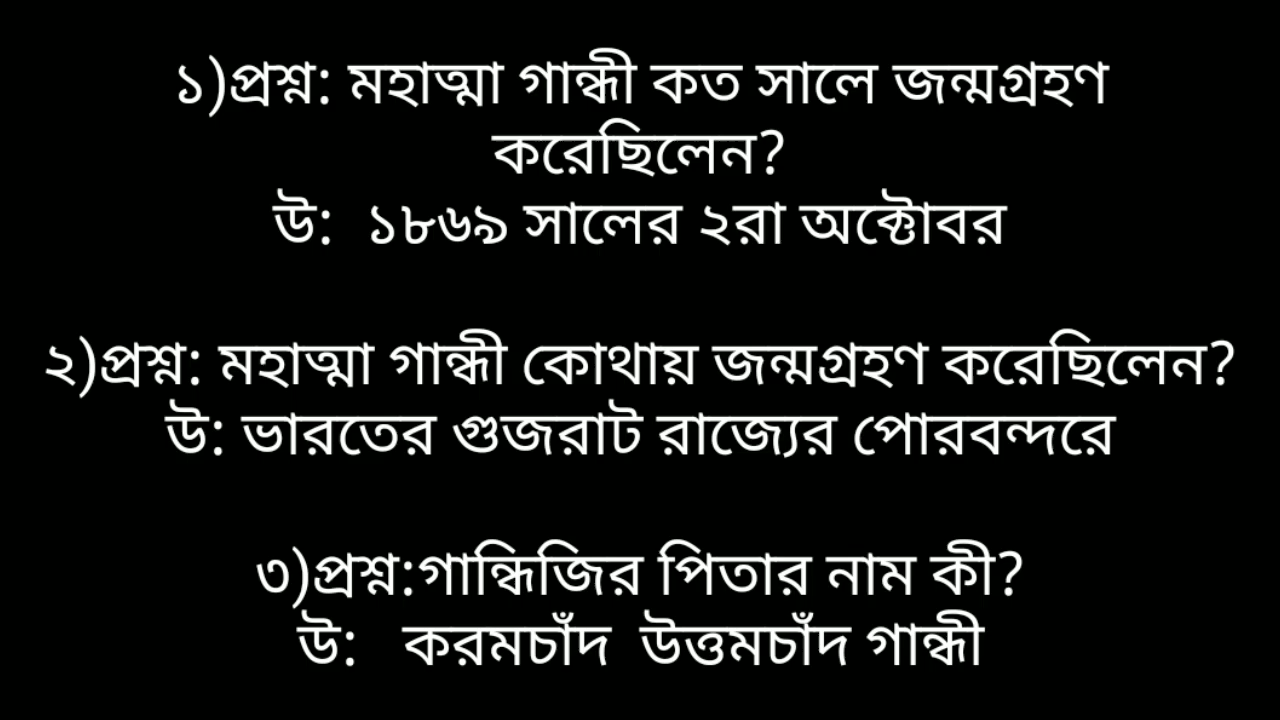 ১)প্রশ্ন: মহাত্মা গান্ধী কত সালে জন্মগ্রহণ
করেছিলেন?
উ: ১৮৬৯ সালের ২রা অক্টোবর
২)প্রশ্ন: মহাত্মা গান্ধী কোথায় জন্মগ্রহণ করেছিলেন?
উ: ভারতের গুজরাট রাজ্যের পোরবন্দরে
৩)প্রশ্ন:গান্ধিজির পিতার নাম কী?
উ: করমচাঁদ উত্তমচাঁদ গান্ধী